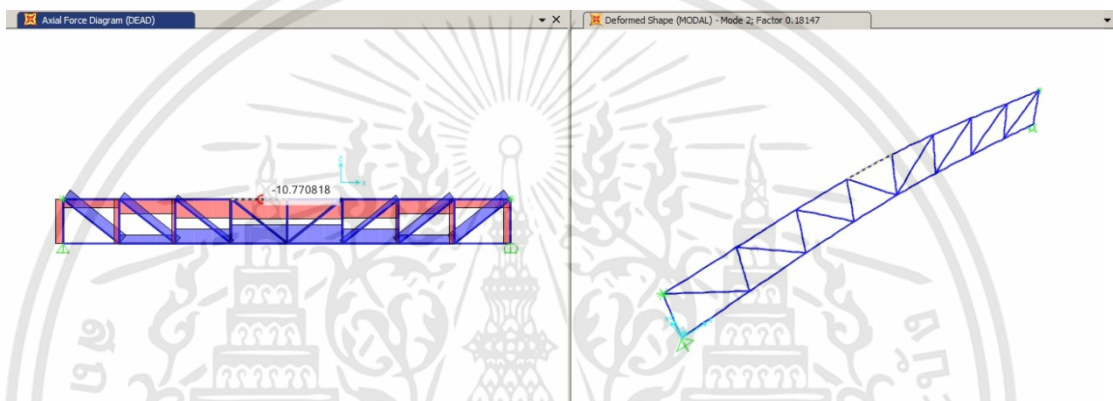 Axial Force Diagram (DEAD)
Deformed Shape (MODAL) - Mode 2; Factor 0.18147
-10.770818